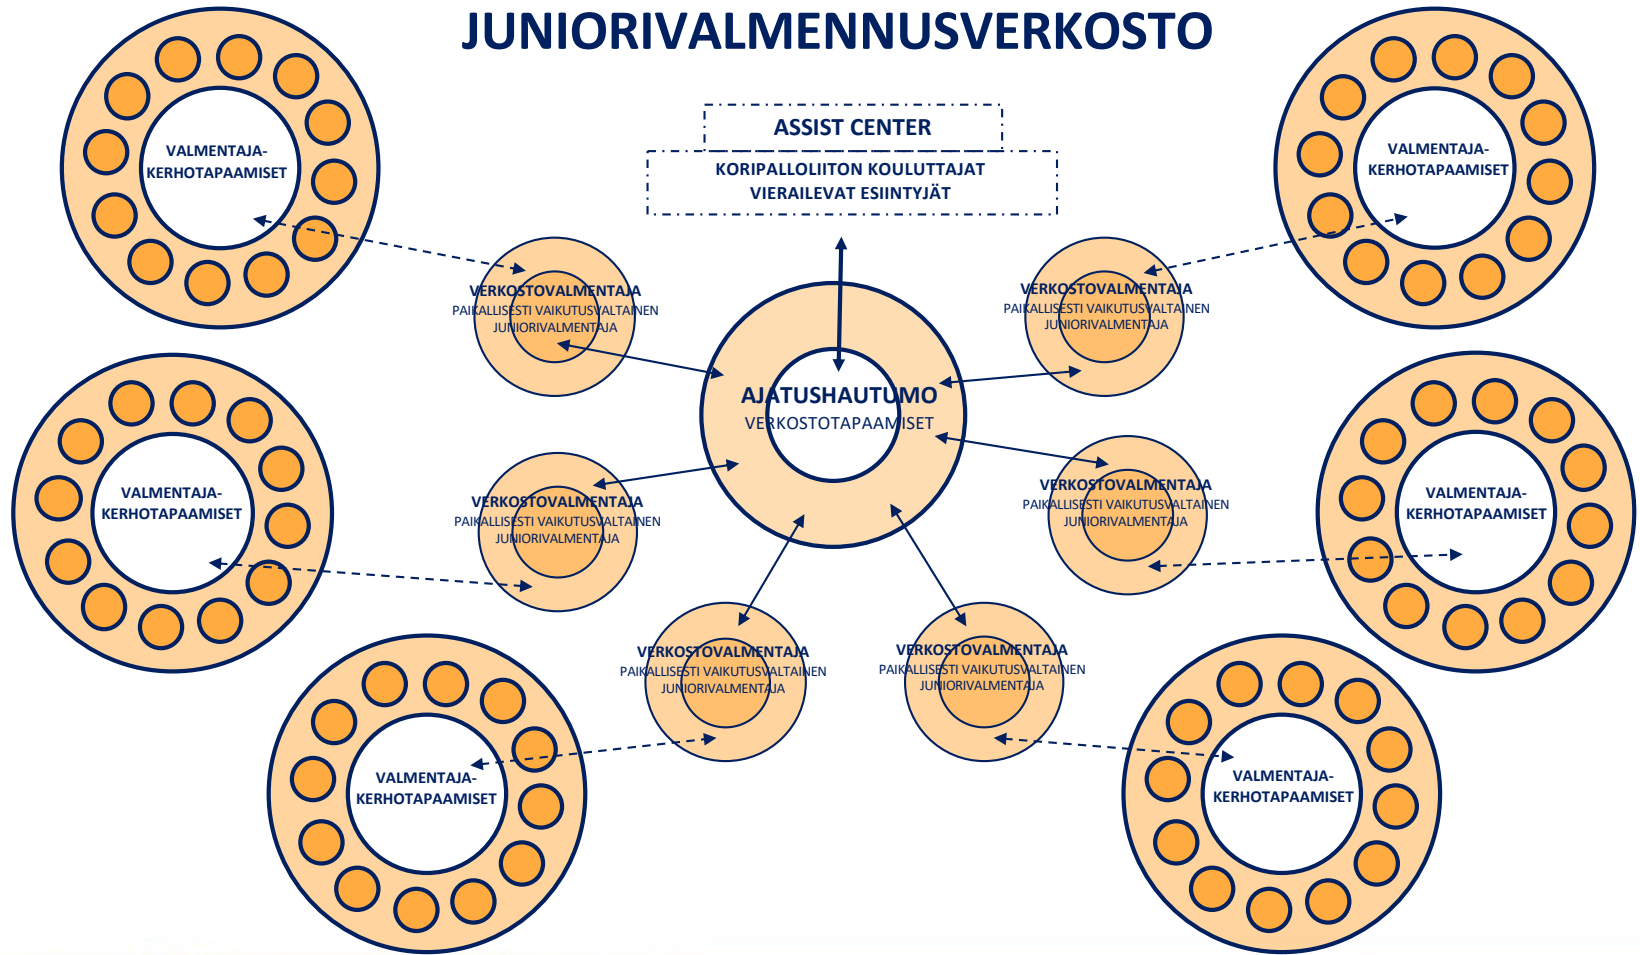 JUNIORIVALMENNUSVERKOSTO
ASSIST CENTER
KORIPALLOLIITON KOULUTTAJAT
VIERAILEVAT ESIINTYJÄT
VALMENTAJA-
KERHOTAPAAMISET
VALMENTAJA-
KERHOTAPAAMISET
VERKOSTOVALMENTAJA
PAIKALLISESTI VAIKUTUSVALTAINEN
JUNIORIVALMENTAJA
VERKOSTOVALMENTAJA
PAIKALLISESTI VAIKUTUSVALTAINEN
JUNIORIVALMENTAJA
AJATUSHAUTUMO
VERKOSTOTAPAAMISET
VALMENTAJA-
KERHOTAPAAMISET
VERKOSTOVALMENTAJA
PAIKALLISESTI VAIKUTUSVALTAINEN
JUNIORIVALMENTAJA
VERKOSTOVALMENTAJA
PAIKALLISESTI VAIKUTUSVALTAINEN
JUNIORIVALMENTAJA
VALMENTAJA-
KERHOTAPAAMISET
VERKOSTOVALMENTAJA
PAIKALLISESTI VAIKUTUSVALTAINEN
JUNIORIVALMENTAJA
VERKOSTOVALMENTAJA
PAIKALLISESTI VAIKUTUSVALTAINEN
JUNIORIVALMENTAJA
VALMENTAJA-
KERHOTAPAAMISET
VALMENTAJA-
KERHOTAPAAMISET